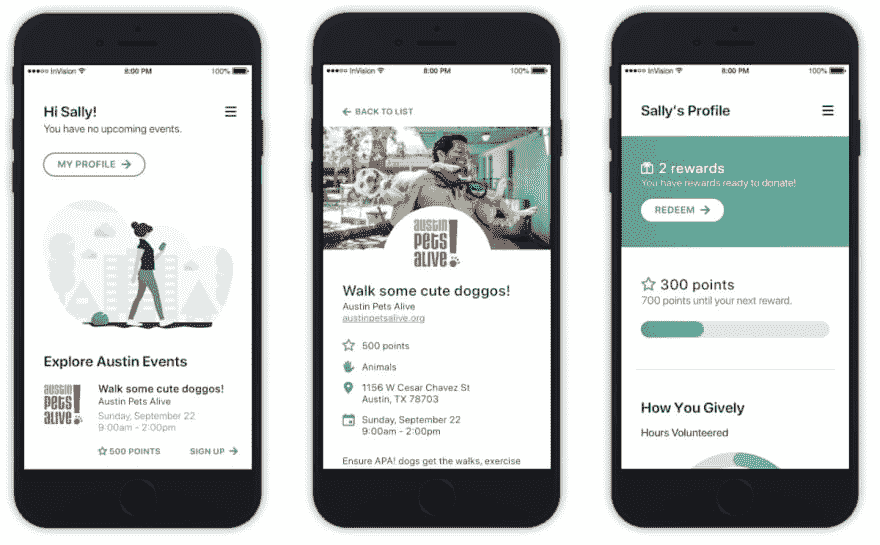 InVision 8:00 PM 100%
Hi Sally!
You have no upcoming events.
MY PROFILE →
Explore Austin Events
AUSTIN
PETS
ALIVE!
Walk some cute doggos!
Austin Pets Alive
Sunday, September 22
9:00am - 2:00pm
500 POINTS SIGN UP →
InVision 8:00 PM 100%
← BACK TO LIST
AUSTIN
PETS
ALIVE!
Walk some cute doggos!
Austin Pets Alive
austinpetsalive.org
500 points
Animals
1156 W Cesar Chavez St
Austin, TX 78703
Sunday, September 22
9:00am - 2:00pm
Ensure APA! dogs get the walks, exercise
InVision 8:00 PM 100%
Sally's Profile
2 rewards
You have rewards ready to donate!
REDEEM →
300 points
700 points until your next reward.
How You Gively
Hours Volunteered